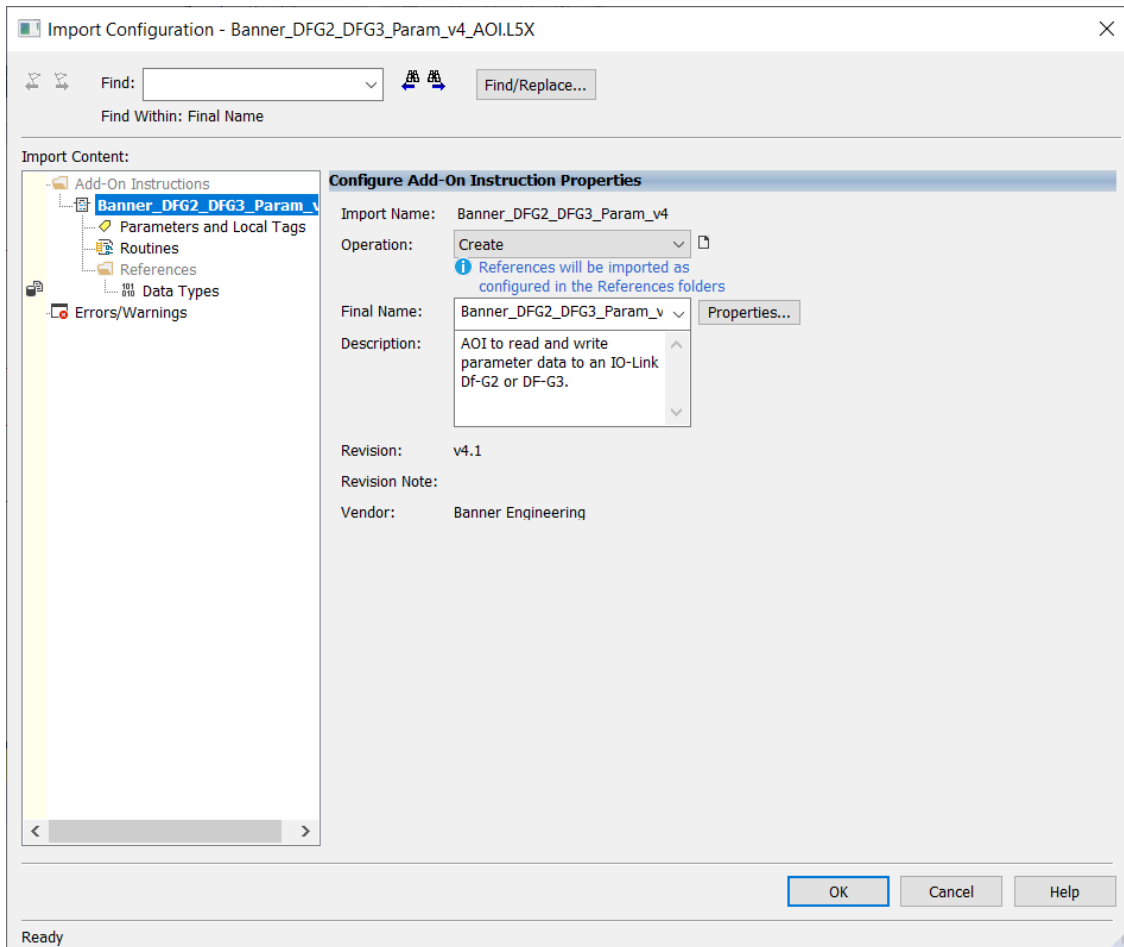 Import Configuration - Banner_DFG2_DFG3_Param_v4_AOI.L5X
Find:
Find/Replace...
Find Within: Final Name
Import Content:
Add-On Instructions
Banner_DFG2_DFG3_Param_v
Parameters and Local Tags
Routines
References
Data Types
Errors/Warnings
Configure Add-On Instruction Properties
Import Name: Banner_DFG2_DFG3_Param_v4
Operation: Create
References will be imported as
configured in the References folders
Final Name: Banner_DFG2_DFG3_Param_v Properties...
Description: AOI to read and write
parameter data to an IO-Link
Df-G2 or DF-G3.
Revision: v4.1
Revision Note:
Vendor: Banner Engineering
OK Cancel Help
Ready